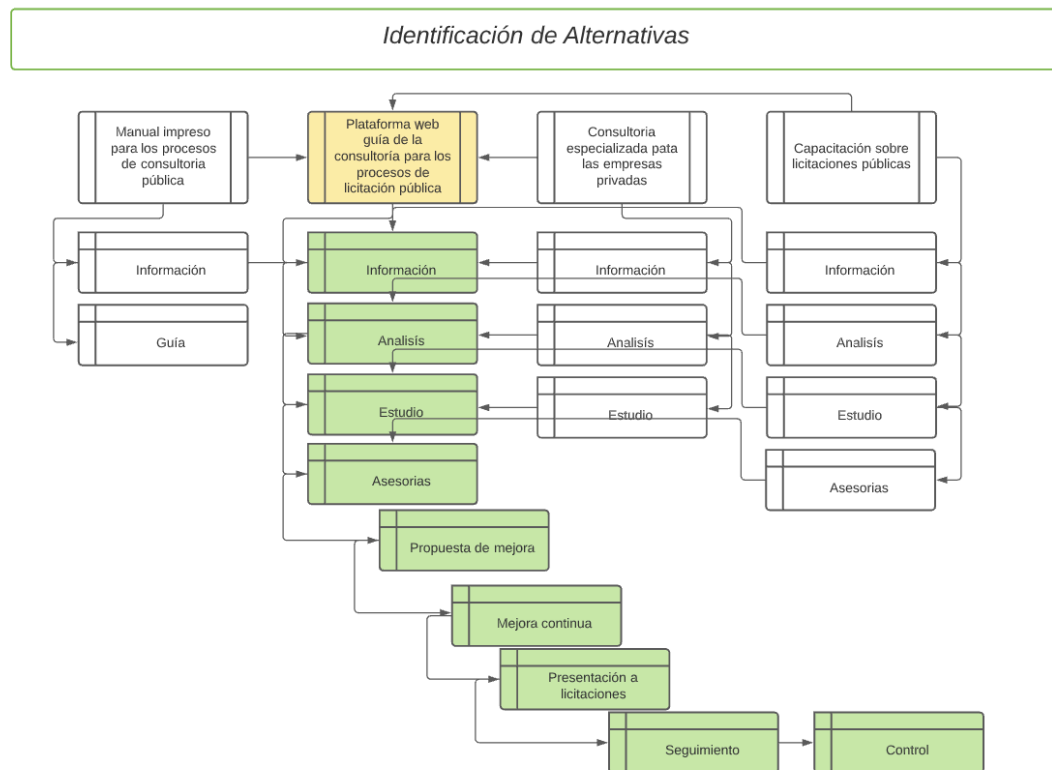 Identificación de Alternativas
Manual impreso
para los procesos
de consultoria
pública
Plataforma web
guía de la
consultoría para los
procesos de
licitación pública
Consultoria
especializada pata
las empresas
privadas
Capacitación sobre
licitaciones públicas
Información
Información
Información
Información
Guía
Analisís
Analisís
Analisís
Estudio
Estudio
Estudio
Asesorias
Asesorias
Propuesta de mejora
Mejora continua
Presentación a
licitaciones
Seguimiento
Control